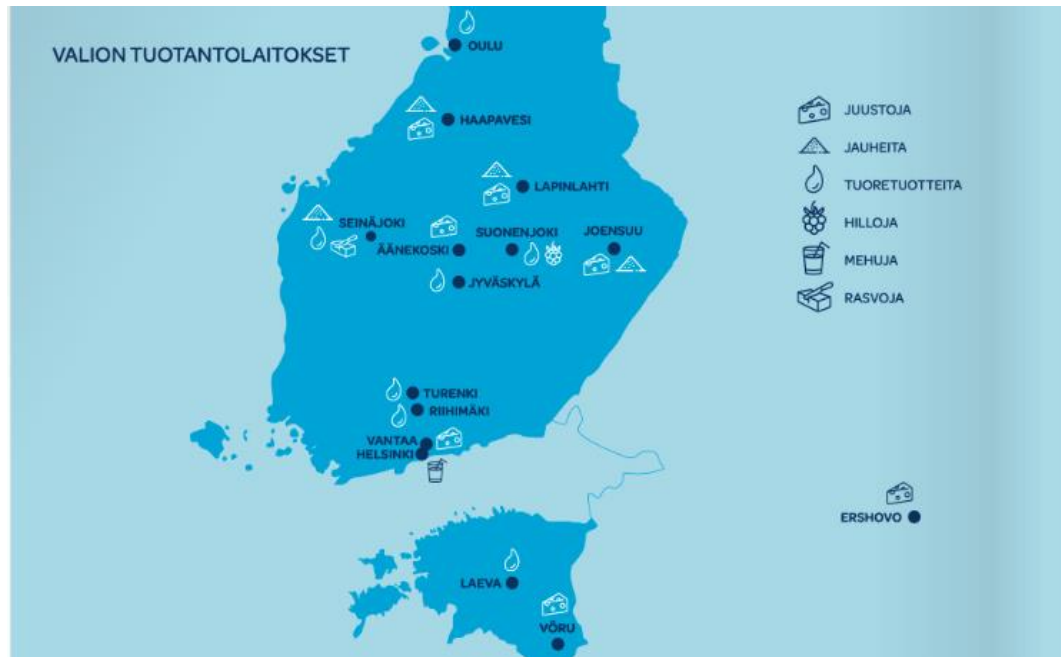 VALION TUOTANTOLAITOKSET
OULU
HAAPAVESI
LAPINLAHTI
SEINÄJOKI
ÄÄNEKOSKI
SUONENJOKI
JOENSUU
JYVÄSKYLÄ
TURENKI
RIIHIMÄKI
VANTAA
HELSINKI
LAEVA
VÕRU
ERSHOVO
JUUSTOJA
JAUHEITA
TUORETUOTTEITA
HILLOJA
MEHUJA
RASVOJA